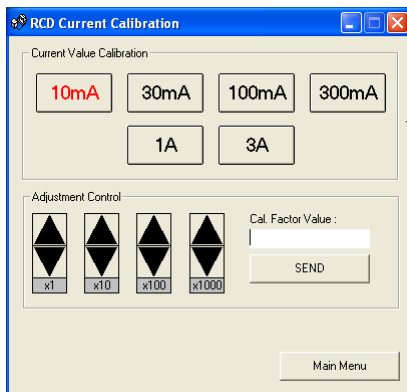 RCD Current Calibration
Current Value Calibration
10mA 30mA 100mA 300mA
1A 3A
Adjustment Control
Cal. Factor Value :
SEND
x1 x10 x100 x1000
Main Menu